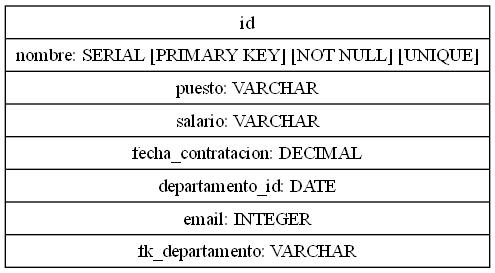 id
nombre: SERIAL [PRIMARY KEY] [NOT NULL] [UNIQUE]
puesto: VARCHAR
salario: VARCHAR
fecha_contratacion: DECIMAL
departamento_id: DATE
email: INTEGER
fk_departamento: VARCHAR